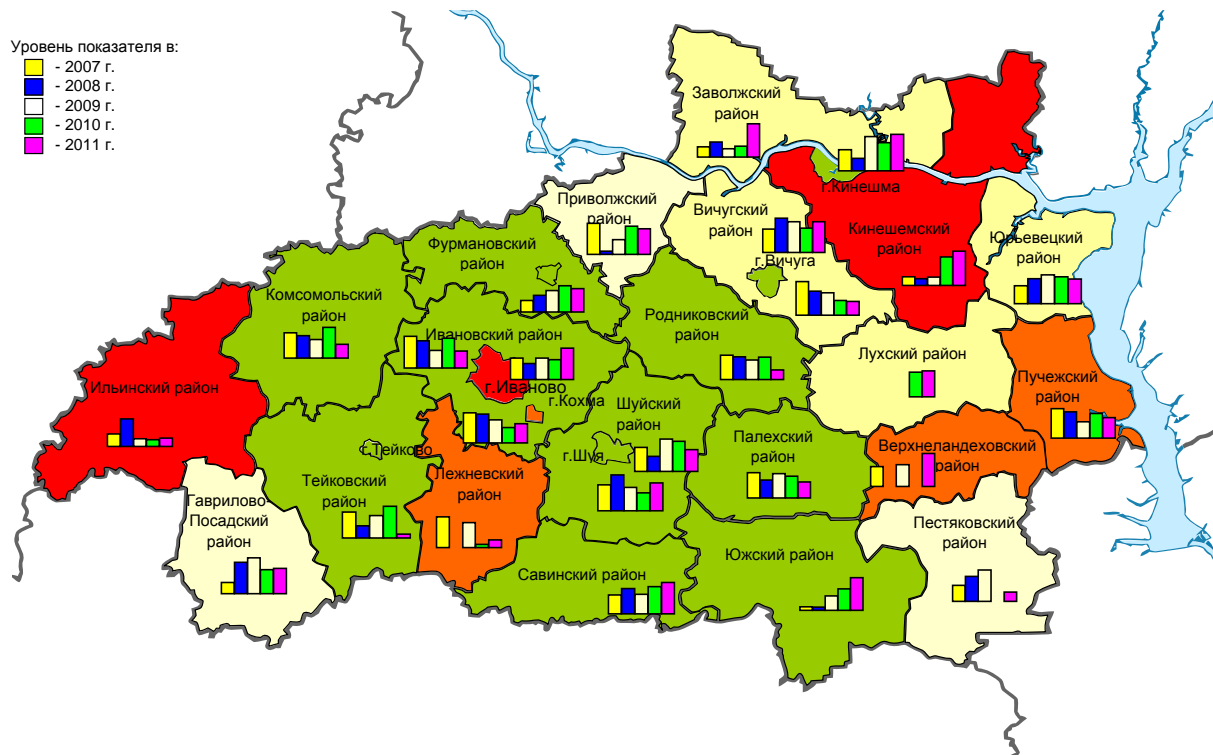 Уровень показателя в:
- 2007 г.
- 2008 г.
- 2009 г.
- 2010 г.
- 2011 г.
Заволжский
район
г.Кинешма
Приволжский
район
Вичугский
район
Кинешемский
район
Юрьевецкий
район
Фурмановский
район
г.Вичуга
Комсомольский
район
Ивановский район
Родниковский
район
Лухский район
Пучежский
район
Ильинский район
г.Иваново
г.Кохма
Шуйский
район
Палехский
район
Верхнеландеховский
район
г.Тейково
г.Шуя
Тейковский
район
Лежневский
район
Гаврилово-
Посадский
район
Пестяковский
район
Савинский район
Южский район